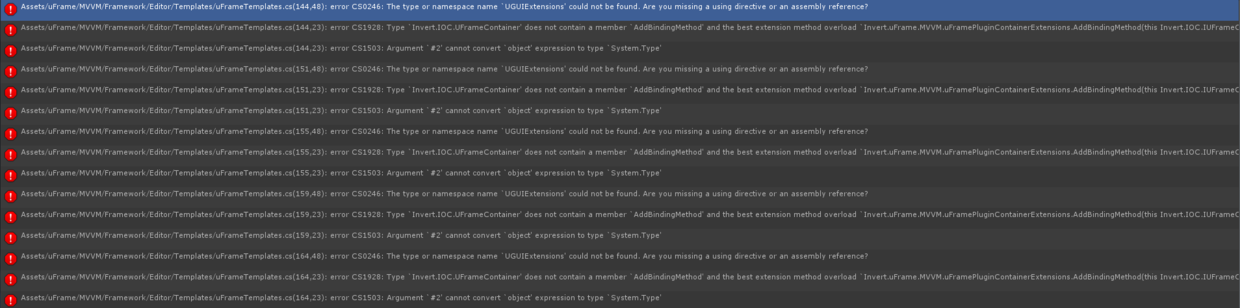 Assets/uFrame/MVVM/Framework/Editor/Templates/uFrameTemplates.cs(144,48): error CS0246: The type or namespace name `UGUIExtensions' could not be found. Are you missing a using directive or an assembly reference?
Assets/uFrame/MVVM/Framework/Editor/Templates/uFrameTemplates.cs(144,23): error CS1928: Type `Invert.IOC.UFrameContainer' does not contain a member `AddBindingMethod' and the best extension method overload `Invert.uFrame.MVVM.uFramePluginContainerExtensions.AddBindingMethod(this Invert.IOC.IUFrameC
Assets/uFrame/MVVM/Framework/Editor/Templates/uFrameTemplates.cs(144,23): error CS1503: Argument `#2' cannot convert `object' expression to type `System.Type'
Assets/uFrame/MVVM/Framework/Editor/Templates/uFrameTemplates.cs(151,48): error CS0246: The type or namespace name `UGUIExtensions' could not be found. Are you missing a using directive or an assembly reference?
Assets/uFrame/MVVM/Framework/Editor/Templates/uFrameTemplates.cs(151,23): error CS1928: Type `Invert.IOC.UFrameContainer' does not contain a member `AddBindingMethod' and the best extension method overload `Invert.uFrame.MVVM.uFramePluginContainerExtensions.AddBindingMethod(this Invert.IOC.IUFrameC
Assets/uFrame/MVVM/Framework/Editor/Templates/uFrameTemplates.cs(151,23): error CS1503: Argument `#2' cannot convert `object' expression to type `System.Type'
Assets/uFrame/MVVM/Framework/Editor/Templates/uFrameTemplates.cs(155,48): error CS0246: The type or namespace name `UGUIExtensions' could not be found. Are you missing a using directive or an assembly reference?
Assets/uFrame/MVVM/Framework/Editor/Templates/uFrameTemplates.cs(155,23): error CS1928: Type `Invert.IOC.UFrameContainer' does not contain a member `AddBindingMethod' and the best extension method overload `Invert.uFrame.MVVM.uFramePluginContainerExtensions.AddBindingMethod(this Invert.IOC.IUFrameC
Assets/uFrame/MVVM/Framework/Editor/Templates/uFrameTemplates.cs(155,23): error CS1503: Argument `#2' cannot convert `object' expression to type `System.Type'
Assets/uFrame/MVVM/Framework/Editor/Templates/uFrameTemplates.cs(159,48): error CS0246: The type or namespace name `UGUIExtensions' could not be found. Are you missing a using directive or an assembly reference?
Assets/uFrame/MVVM/Framework/Editor/Templates/uFrameTemplates.cs(159,23): error CS1928: Type `Invert.IOC.UFrameContainer' does not contain a member `AddBindingMethod' and the best extension method overload `Invert.uFrame.MVVM.uFramePluginContainerExtensions.AddBindingMethod(this Invert.IOC.IUFrameC
Assets/uFrame/MVVM/Framework/Editor/Templates/uFrameTemplates.cs(159,23): error CS1503: Argument `#2' cannot convert `object' expression to type `System.Type'
Assets/uFrame/MVVM/Framework/Editor/Templates/uFrameTemplates.cs(164,48): error CS0246: The type or namespace name `UGUIExtensions' could not be found. Are you missing a using directive or an assembly reference?
Assets/uFrame/MVVM/Framework/Editor/Templates/uFrameTemplates.cs(164,23): error CS1928: Type `Invert.IOC.UFrameContainer' does not contain a member `AddBindingMethod' and the best extension method overload `Invert.uFrame.MVVM.uFramePluginContainerExtensions.AddBindingMethod(this Invert.IOC.IUFrameC
Assets/uFrame/MVVM/Framework/Editor/Templates/uFrameTemplates.cs(164,23): error CS1503: Argument `#2' cannot convert `object' expression to type `System.Type'